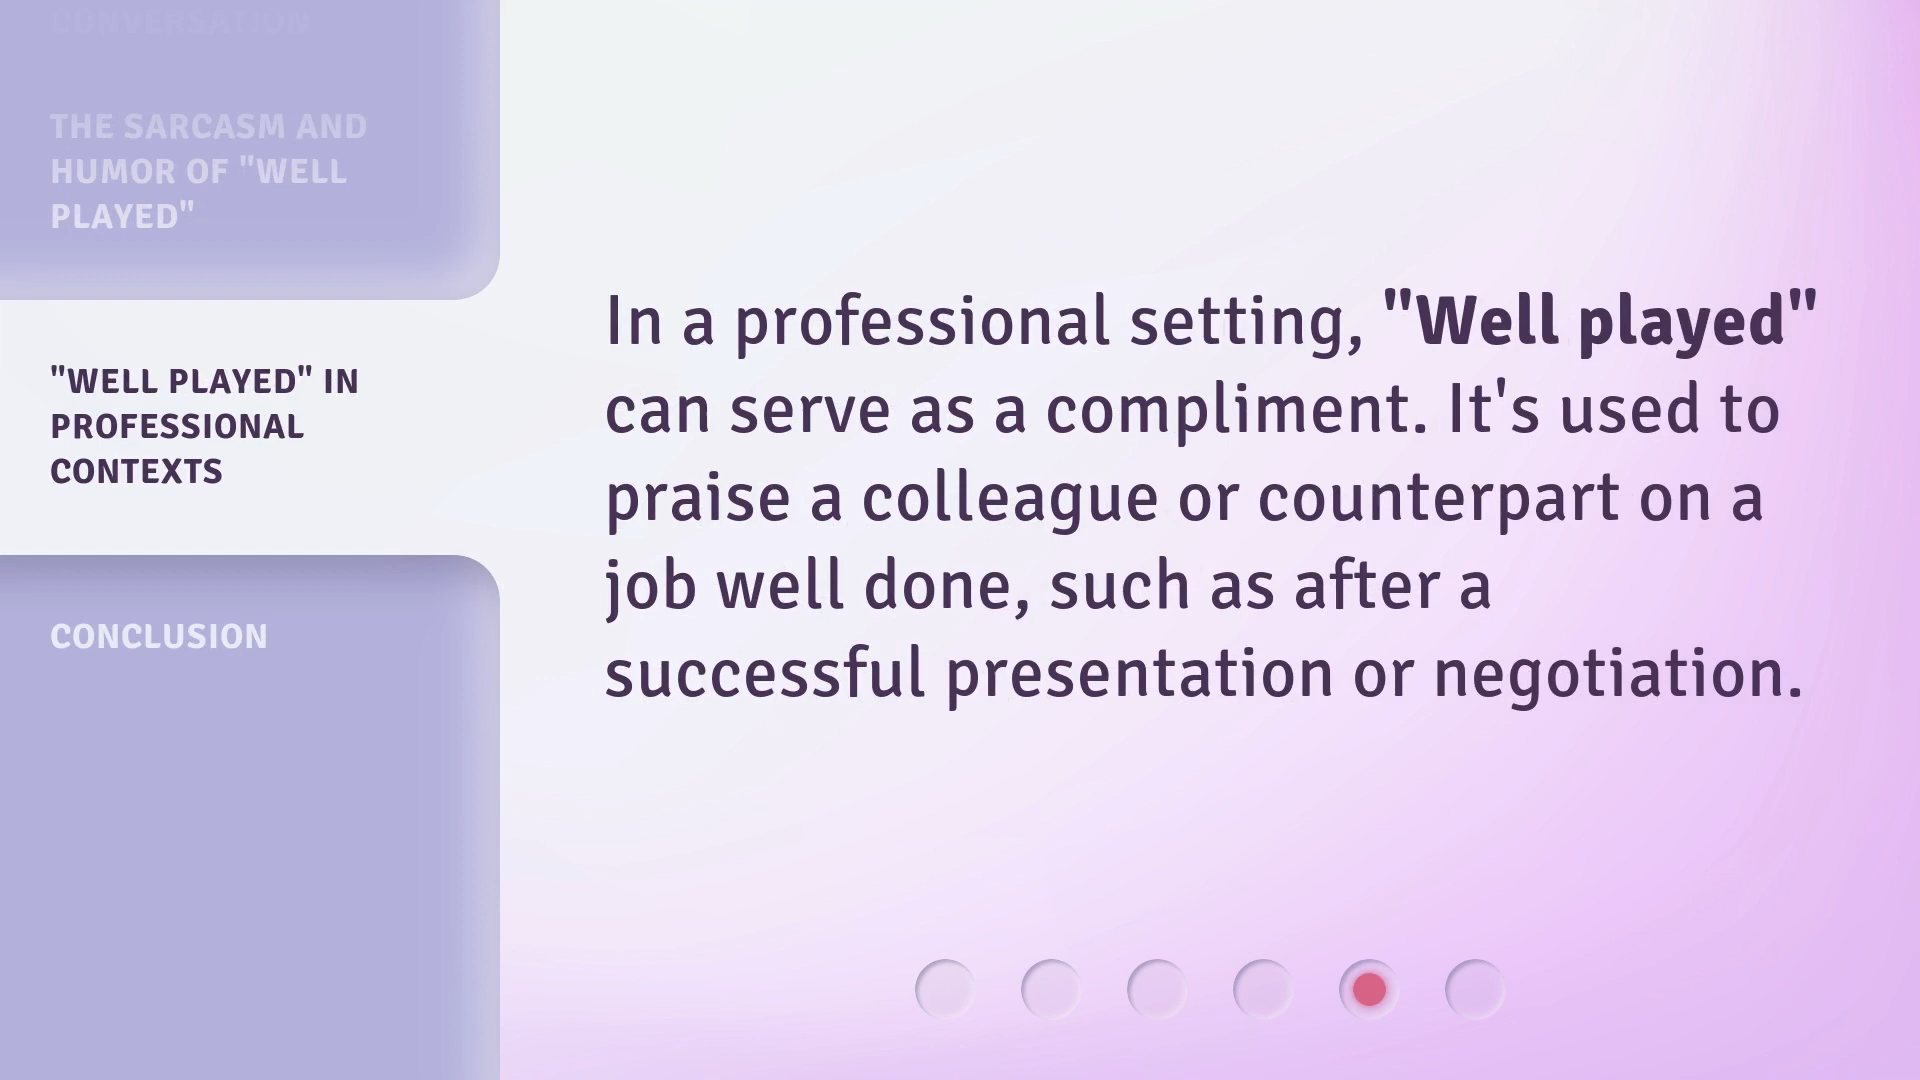 CONVERSATION
THE SARCASM AND
HUMOR OF "WELL
PLAYED"
"WELL PLAYED" IN
PROFESSIONAL
CONTEXTS
CONCLUSION
In a professional setting, "Well played"
can serve as a compliment. It's used to
praise a colleague or counterpart on a
job well done, such as after a
successful presentation or negotiation.